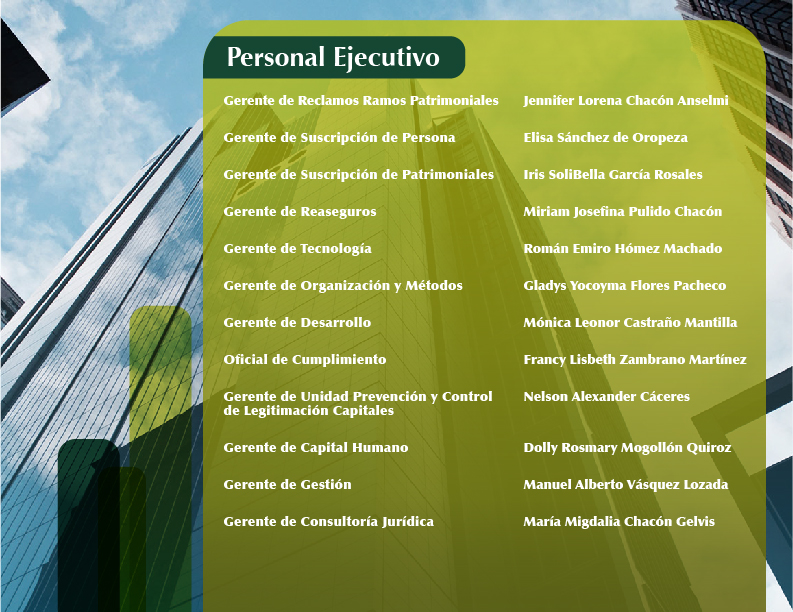 Personal Ejecutivo
Gerente de Reclamos Ramos Patrimoniales Jennifer Lorena Chacón Anselmi
Gerente de Suscripción de Persona Elisa Sánchez de Oropeza
Gerente de Suscripción de Patrimoniales Iris SoliBella García Rosales
Gerente de Reaseguros Miriam Josefina Pulido Chacón
Gerente de Tecnología Román Emiro Hómez Machado
Gerente de Organización y Métodos Gladys Yocoyma Flores Pacheco
Gerente de Desarrollo Mónica Leonor Castraño Mantilla
Oficial de Cumplimiento Francy Lisbeth Zambrano Martínez
Gerente de Unidad Prevención y Control Nelson Alexander Cáceres
de Legitimación Capitales
Gerente de Capital Humano Dolly Rosmary Mogollón Quiroz
Gerente de Gestión Manuel Alberto Vásquez Lozada
Gerente de Consultoría Jurídica María Migdalia Chacón Gelvis